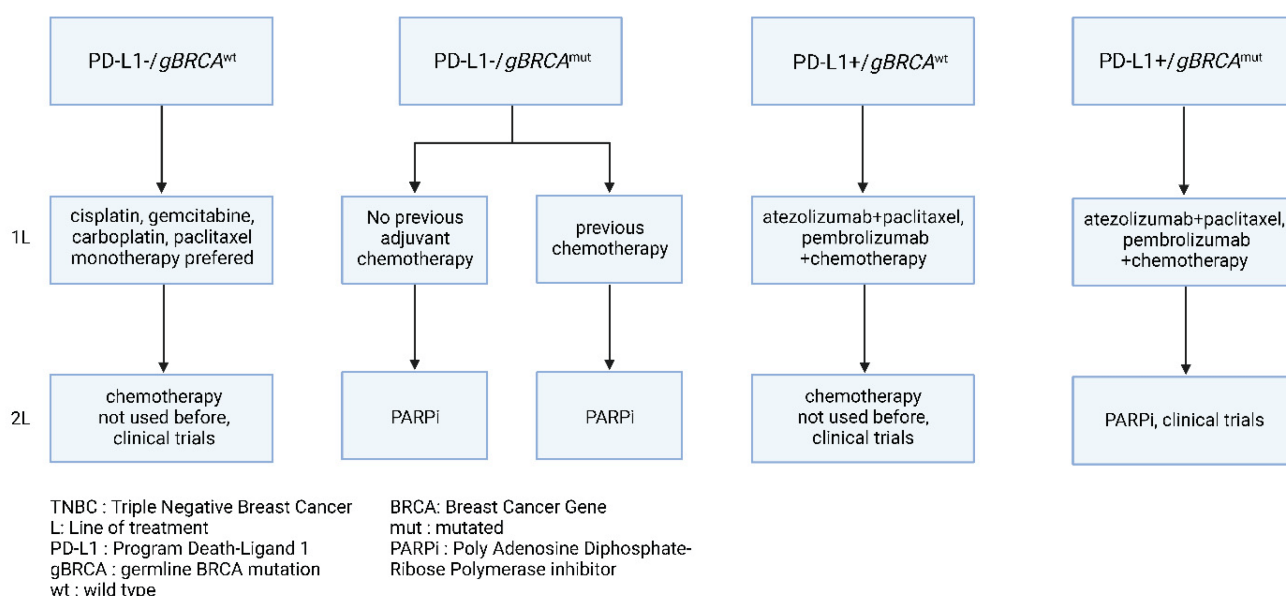 PD-L1-/gBRCAwt
PD-L1-/gBRCAmut
PD-L1+/gBRCAwt
PD-L1+/gBRCAmut
1L
cisplatin, gemcitabine,
carboplatin, paclitaxel
monotherapy prefered
No previous
adjuvant
chemotherapy
previous
chemotherapy
atezolizumab+paclitaxel,
pembrolizumab
+chemotherapy
atezolizumab+paclitaxel,
pembrolizumab
+chemotherapy
2L
chemotherapy
not used before,
clinical trials
PARPi
PARPi
chemotherapy
not used before,
clinical trials
PARPi, clinical trials
TNBC : Triple Negative Breast Cancer
L: Line of treatment
PD-L1 : Program Death-Ligand 1
gBRCA : germline BRCA mutation
wt : wild type
BRCA: Breast Cancer Gene
mut : mutated
PARPi : Poly Adenosine Diphosphate-
Ribose Polymerase inhibitor